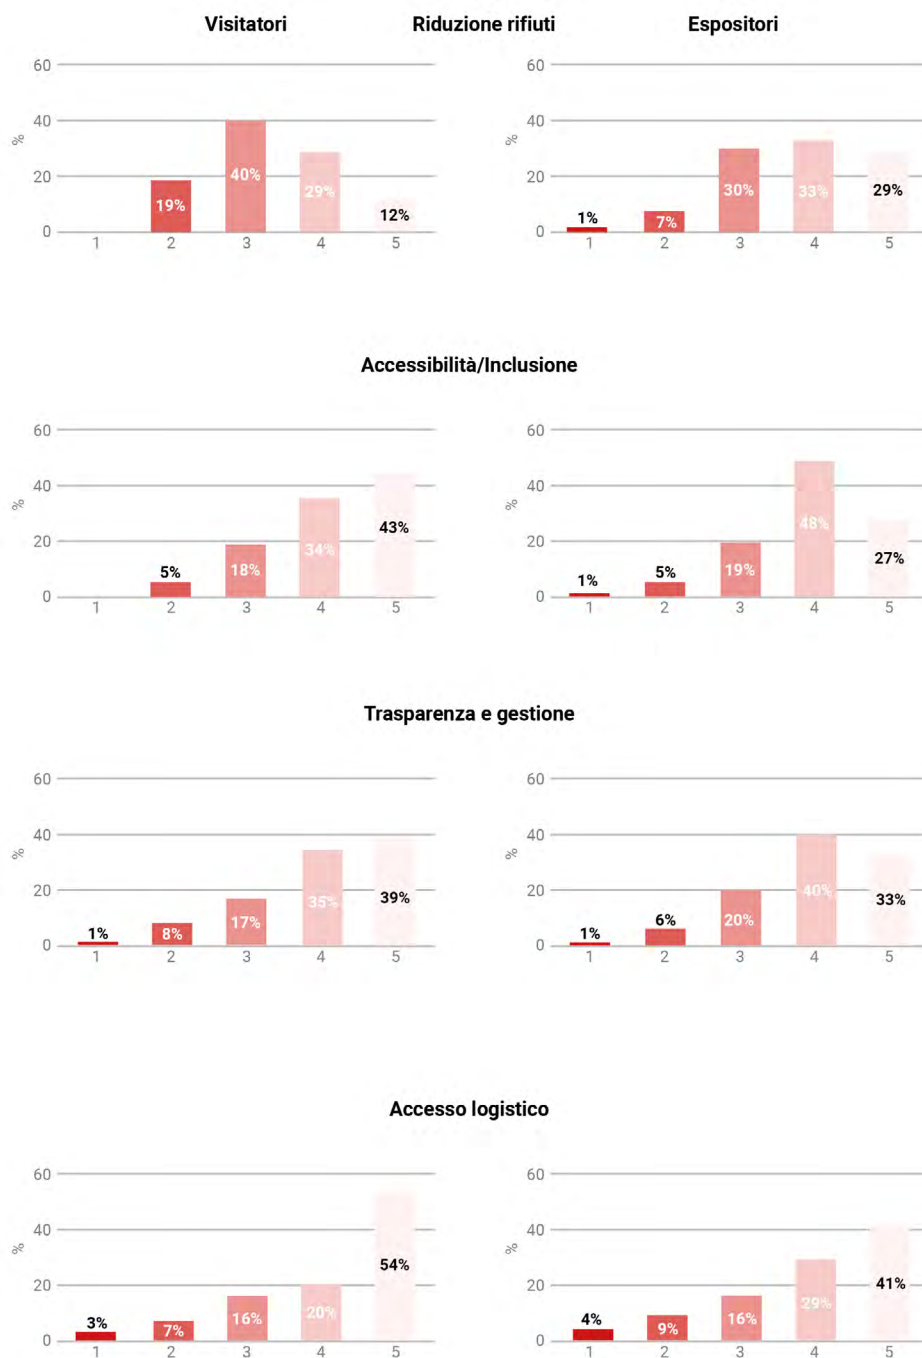 Visitatori Riduzione rifiuti Espositori
60 60
40 40
% %
40% 30% 33% 29%
20 20
19% 29% 12% 1% 7%
0 0
1 2 3 4 5 1 2 3 4 5
Accessibilità/Inclusione
60 60
40 40
% %
43% 48%
20 20
5% 18% 34% 1% 5% 19% 27%
0 0
1 2 3 4 5 1 2 3 4 5
Trasparenza e gestione
60 60
40 40
% %
20 20
1% 8% 17% 35% 39% 1% 6% 20% 40% 33%
0 0
1 2 3 4 5 1 2 3 4 5
Accesso logistico
60 60
40 40
% %
54% 41%
20 20
3% 7% 16% 20% 4% 9% 16% 29%
0 0
1 2 3 4 5 1 2 3 4 5